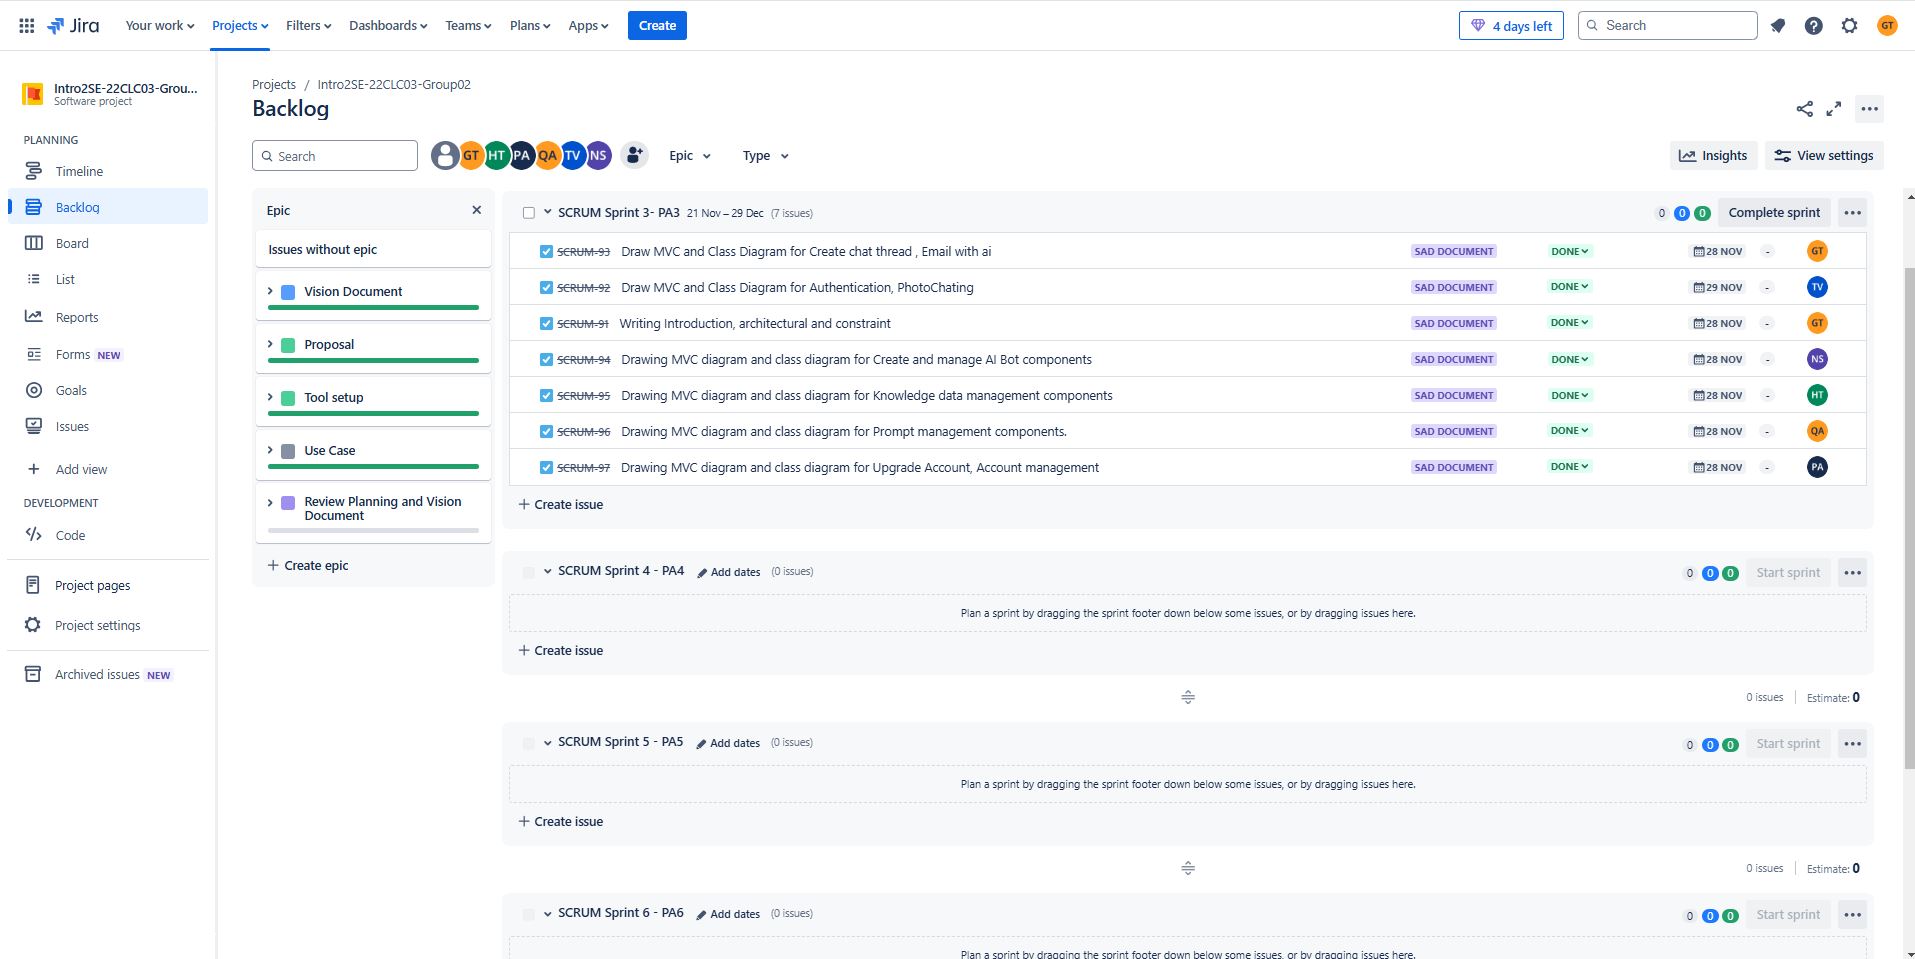 Jira
Your work
Projects
Filters
Dashboards
Teams
Plans
Apps
Create
4 days left
Search
GT
Intro2SE-22CLC03-Grou...
Software project
PLANNING
Timeline
Backlog
Board
List
Reports
Forms NEW
Goals
Issues
Add view
DEVELOPMENT
Code
Project pages
Project settings
Archived issues NEW
Projects / Intro2SE-22CLC03-Group02
Backlog
Search
GT HT PA QA TV NS
Epic
Type
Insights
View settings
Epic
Issues without epic
Vision Document
Proposal
Tool setup
Use Case
Review Planning and Vision
Document
Create epic
SCRUM Sprint 3- PA3 21 Nov – 29 Dec (7 issues) 0 0 0 Complete sprint
SCRUM-93 Draw MVC and Class Diagram for Create chat thread , Email with ai SAD DOCUMENT DONE 28 NOV - GT
SCRUM-92 Draw MVC and Class Diagram for Authentication, PhotoChating SAD DOCUMENT DONE 29 NOV - TV
SCRUM-91 Writing Introduction, architectural and constraint SAD DOCUMENT DONE 28 NOV - GT
SCRUM-94 Drawing MVC diagram and class diagram for Create and manage AI Bot components SAD DOCUMENT DONE 28 NOV - NS
SCRUM-95 Drawing MVC diagram and class diagram for Knowledge data management components SAD DOCUMENT DONE 28 NOV - HT
SCRUM-96 Drawing MVC diagram and class diagram for Prompt management components. SAD DOCUMENT DONE 28 NOV - QA
SCRUM-97 Drawing MVC diagram and class diagram for Upgrade Account, Account management SAD DOCUMENT DONE 28 NOV - PA
Create issue
SCRUM Sprint 4 - PA4 Add dates (0 issues) 0 0 0 Start sprint
Plan a sprint by dragging the sprint footer down below some issues, or by dragging issues here.
Create issue
0 issues Estimate: 0
SCRUM Sprint 5 - PA5 Add dates (0 issues) 0 0 0 Start sprint
Plan a sprint by dragging the sprint footer down below some issues, or by dragging issues here.
Create issue
0 issues Estimate: 0
SCRUM Sprint 6 - PA6 Add dates (0 issues) 0 0 0 Start sprint
Plan a sprint by dragging the sprint footer down below some issues, or by dragging issues here.